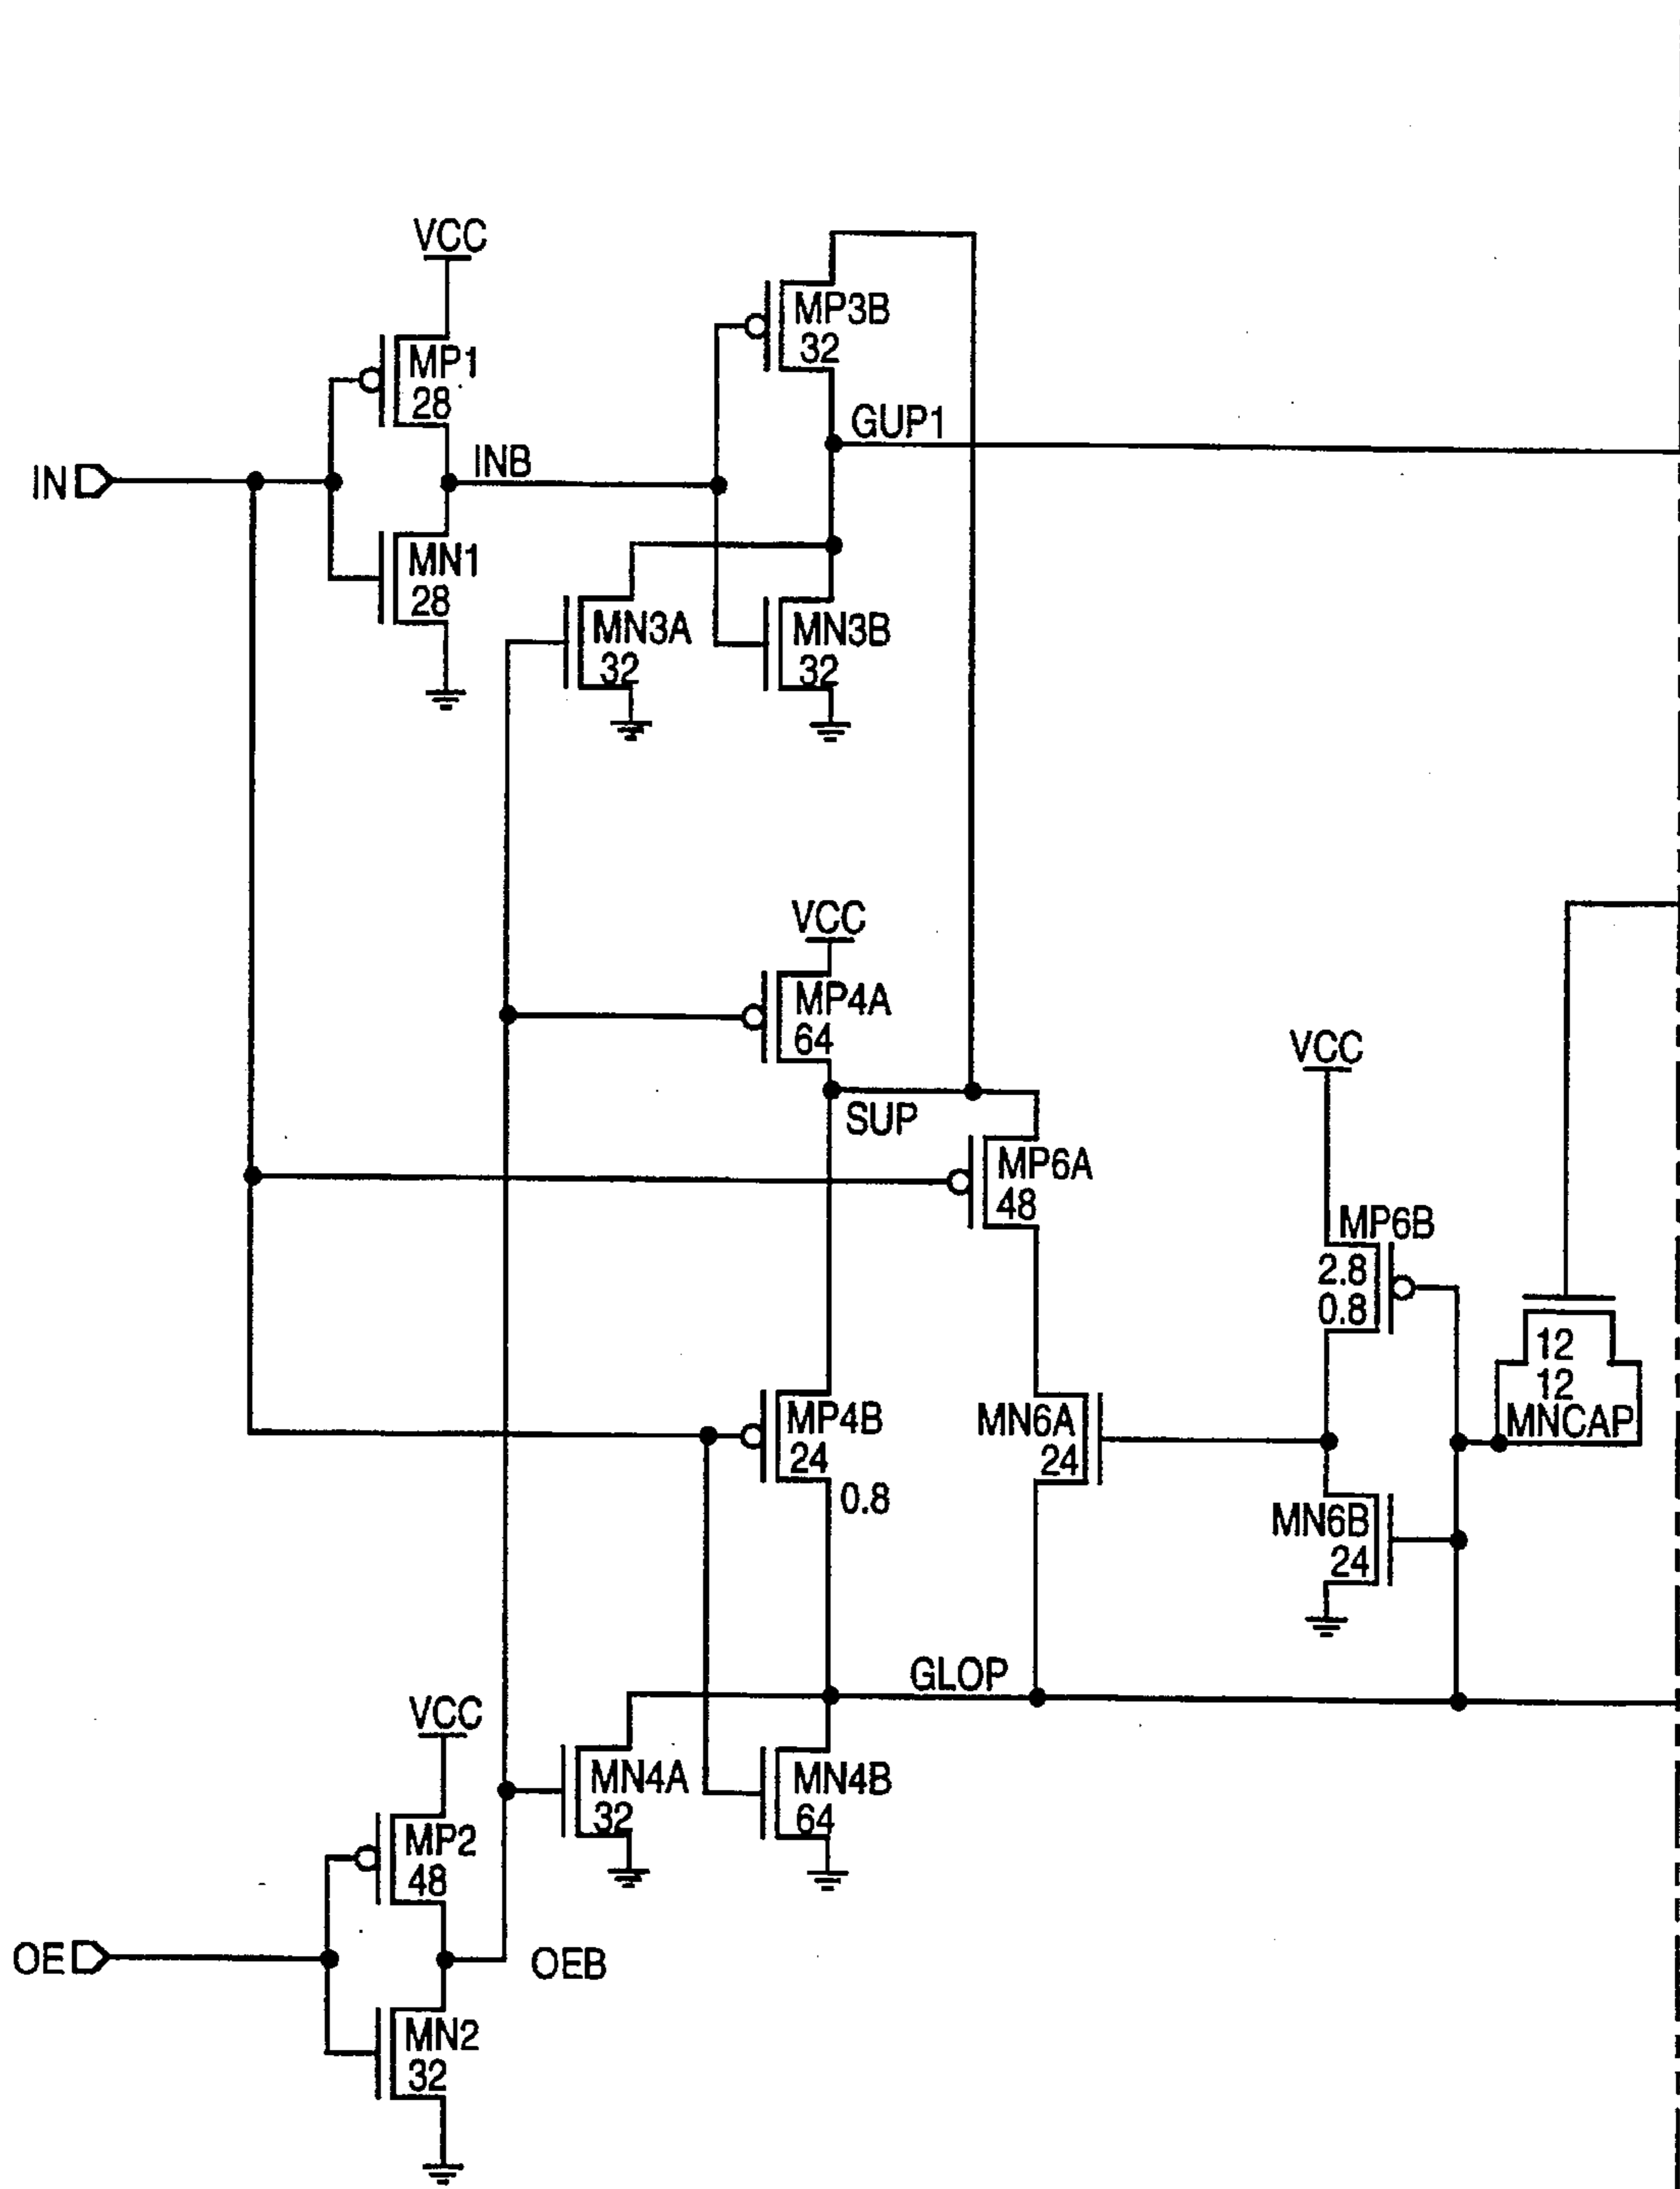 VCC
MP3B
32
MP1
28
GUP1
INB
IN
MN1
28
MN3A
32
MN3B
32
VCC
MP4A
64
VCC
SUP
MP6A
48
MP6B
2.8
0.8
12
12
MNCAP
MP4B
24
0.8
MN6A
24
MN6B
24
GLOP
VCC
MN4A
32
MN4B
64
MP2
48
OE
OEB
MN2
32